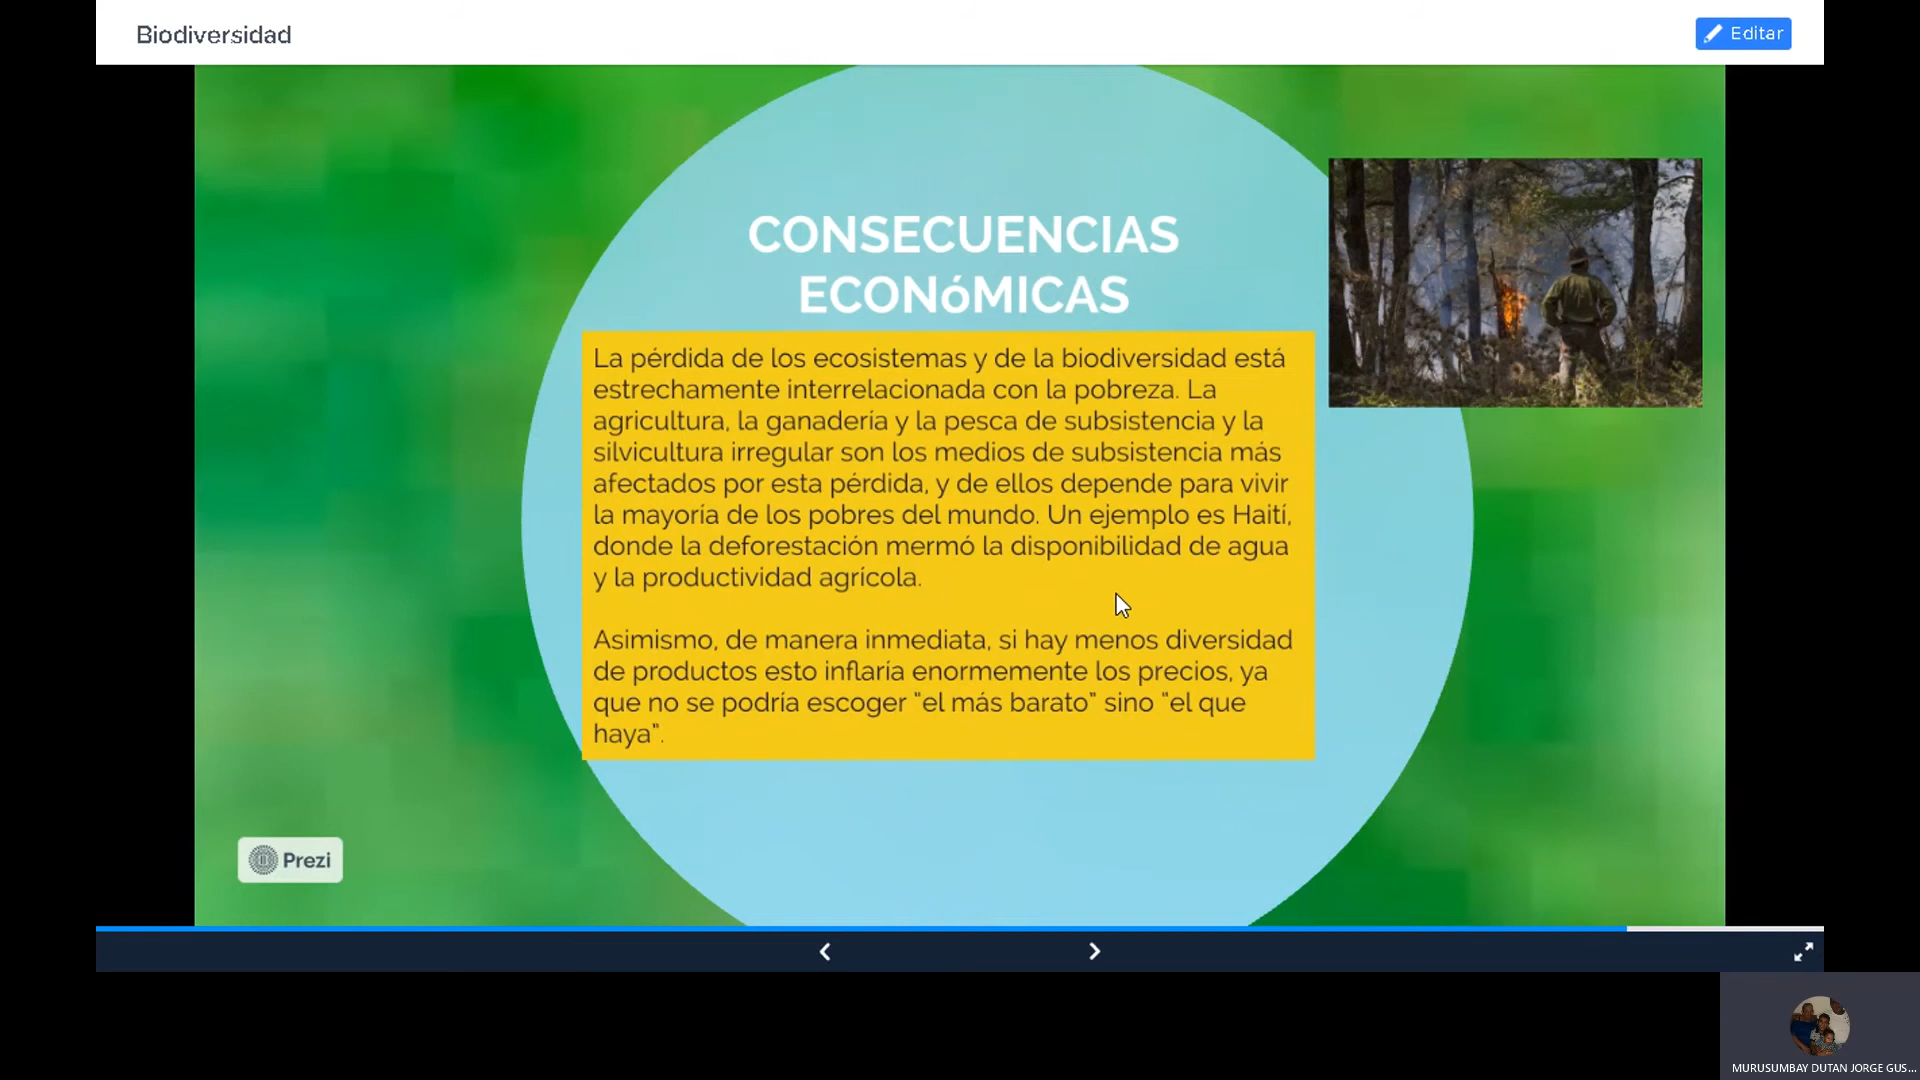 Biodiversidad
Editar
CONSECUENCIAS
ECONóMICAS
La pérdida de los ecosistemas y de la biodiversidad está
estrechamente interrelacionada con la pobreza. La
agricultura, la ganadería y la pesca de subsistencia y la
silvicultura irregular son los medios de subsistencia más
afectados por esta pérdida, y de ellos depende para vivir
la mayoría de los pobres del mundo. Un ejemplo es Haití,
donde la deforestación mermó la disponibilidad de agua
y la productividad agrícola.
Asimismo, de manera inmediata, si hay menos diversidad
de productos esto inflaría enormemente los precios, ya
que no se podría escoger “el más barato” sino “el que
haya”.
Prezi
MURUSUMBAY DUTAN JORGE GUS...